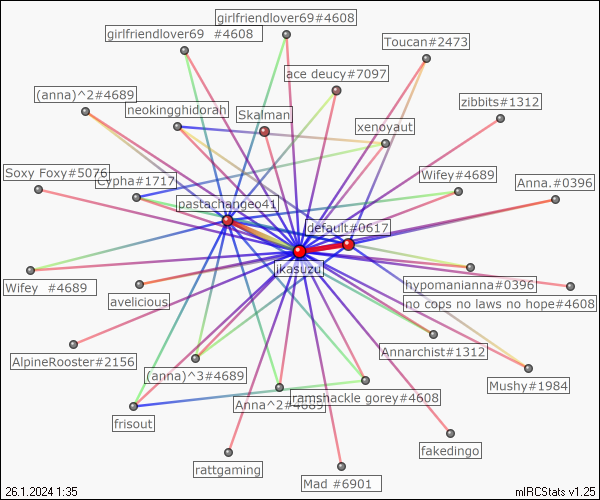 girlfriendlover69#4608
girlfriendlover69  #4608
Toucan#2473
ace deucy#7097
(anna)^2#4689
neokingghidorah
Skalman
zibbits#1312
xenoyaut
Soxy Foxy#5076
Cypha#1717
Wifey#4689
Anna.#0396
pastachangeo41
default#0617
jikasuzu
Wifey  #4689
hypomanianna#0396
avelicious
no cops no laws no hope#4608
AlpineRooster#2156
Annarchist#1312
(anna)^3#4689
Mushy#1984
Anna^2#4689
ramshackle gorey#4608
frisout
fakedingo
rattgaming
Mad #6901
26.1.2024 1:35
mIRCStats v1.25